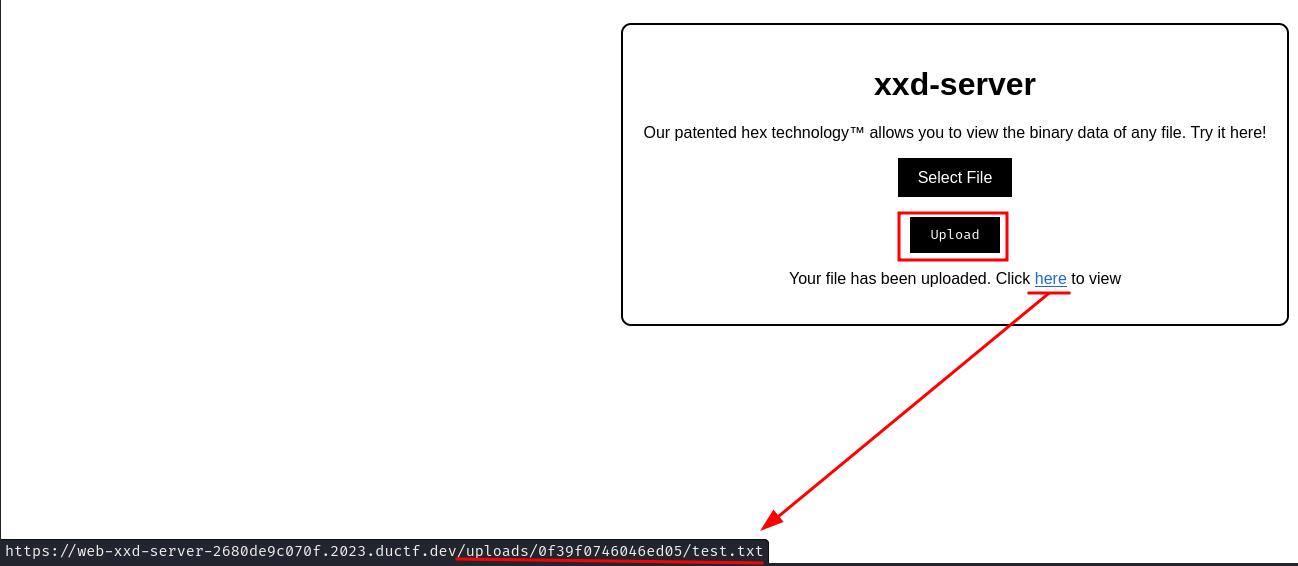 xxd-server
Our patented hex technology™ allows you to view the binary data of any file. Try it here!
Select File
Upload
Your file has been uploaded. Click here to view
https://web-xxd-server-2680de9c070f.2023.ductf.dev/uploads/0f39f0746046ed05/test.txt